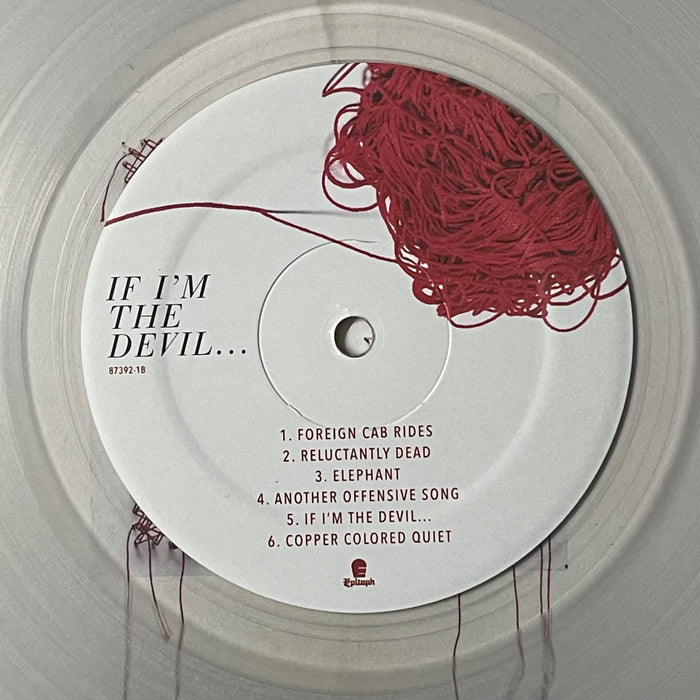 IF I'M
THE
DEVIL...
87392-1B
1. FOREIGN CAB RIDES
2. RELUCTANTLY DEAD
3. ELEPHANT
4. ANOTHER OFFENSIVE SONG
5. IF I'M THE DEVIL...
6. COPPER COLORED QUIET
Epitaph